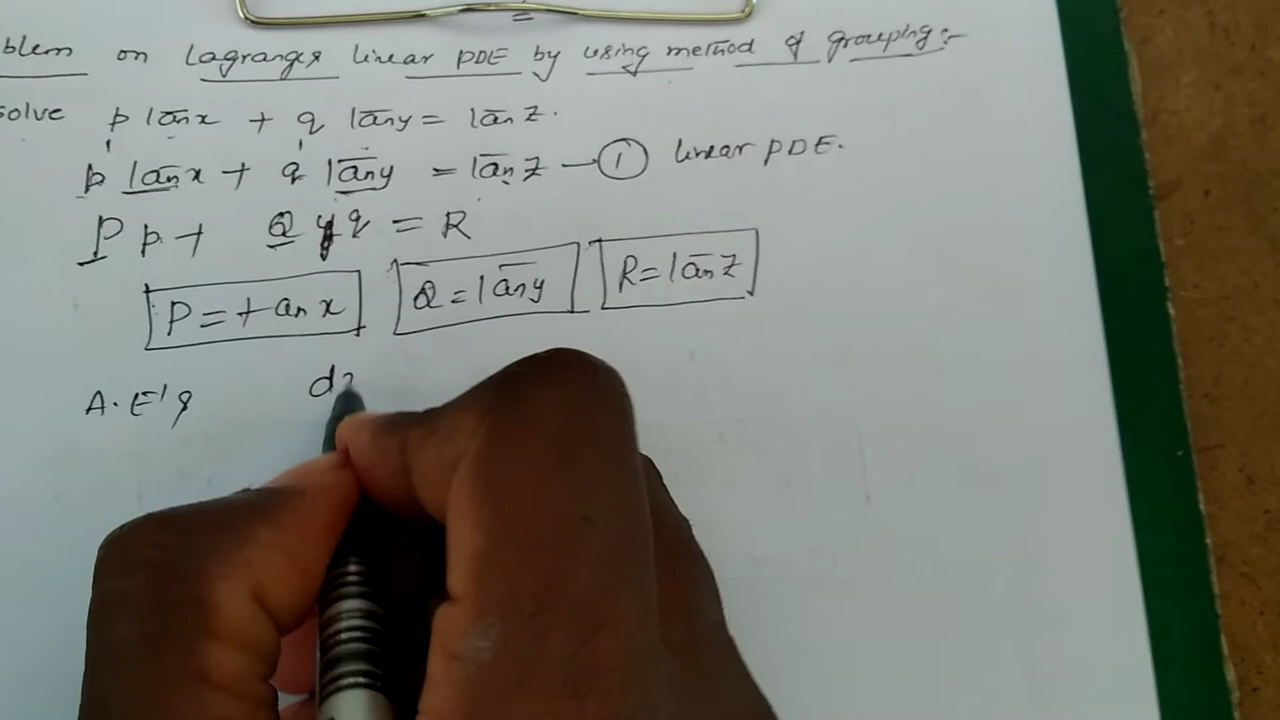 blem on Lagranges linear PDE by using method of grouping:-
solve p tan x + q tan y = tan z.
p tan x + q tan y = tan z — ① linear PDE.
P p + Q q = R
P = tan x Q = tan y R = tan z
A.E's d